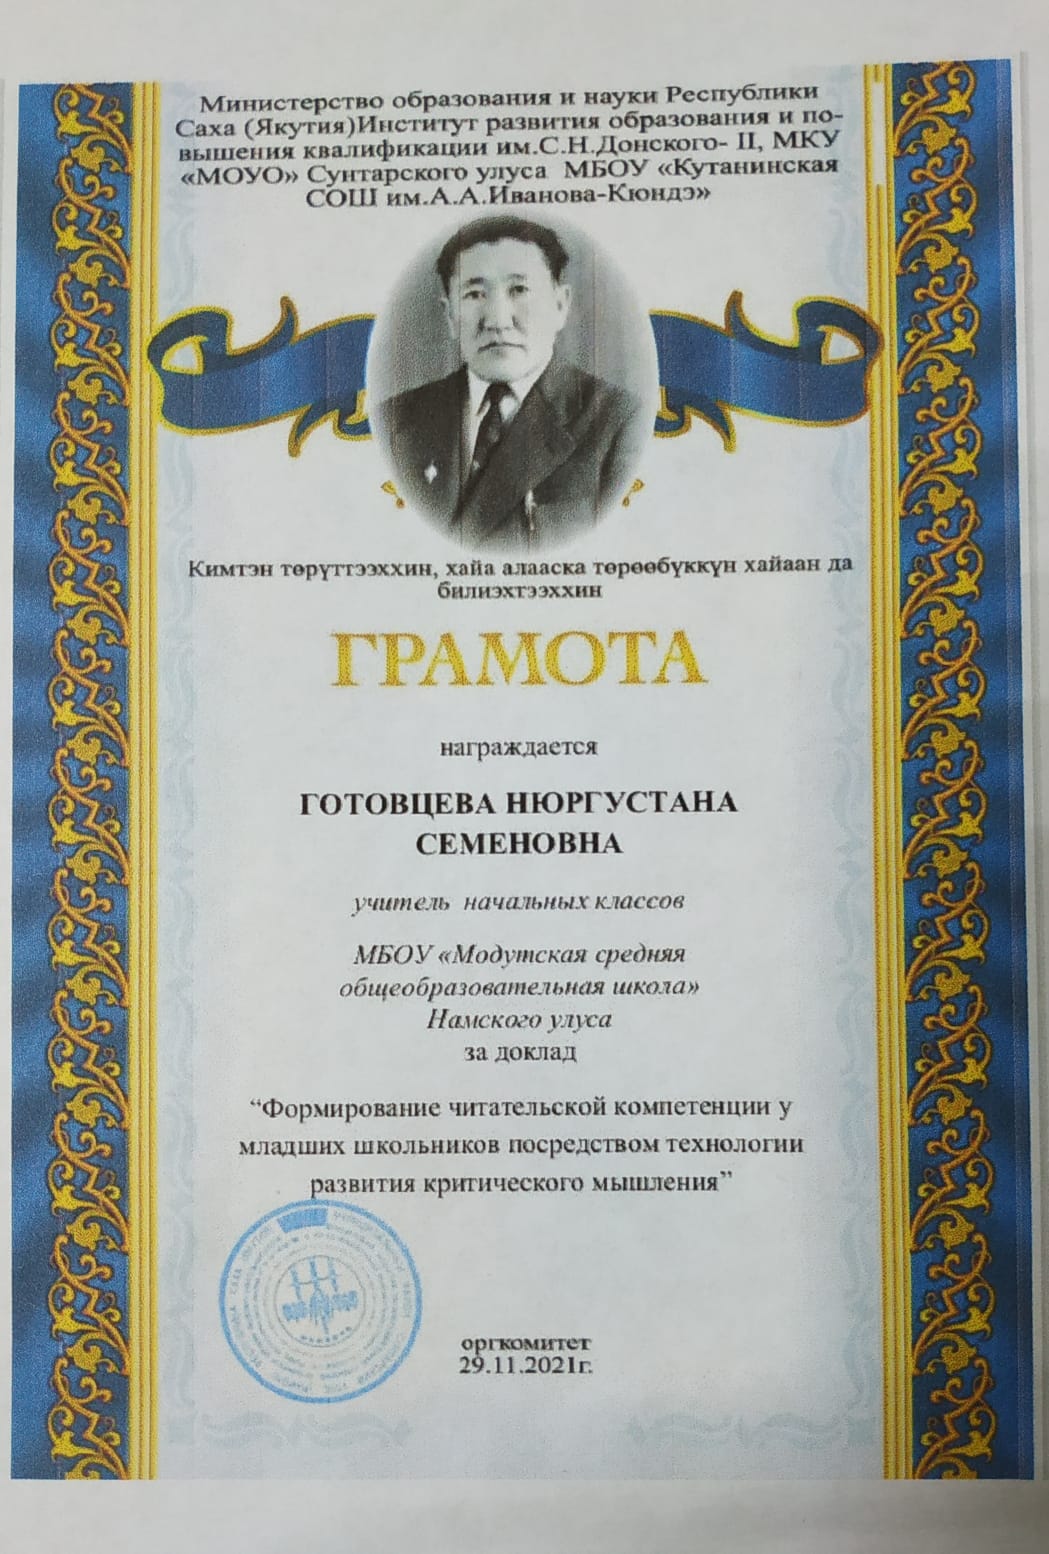 Министерство образования и науки Республики
Саха (Якутия)Институт развития образования и по-
вышения квалификации им.С.Н.Донского- II, МКУ
«МОУО» Сунтарского улуса МБОУ «Кутанинская
СОШ им.А.А.Иванова-Кюндэ»
Кимтэн төрүттээххин, хайа алааска төрөөбүккүн хайаан да
билиэхтээххин
ГРАМОТА
награждается
ГОТОВЦЕВА НЮРГУСТАНА
СЕМЕНОВНА
учитель начальных классов
МБОУ «Модутская средняя
общеобразовательная школа»
Намского улуса
за доклад
“Формирование читательской компетенции у
младших школьников посредством технологии
развития критического мышления”
оргкомитет
29.11.2021г.